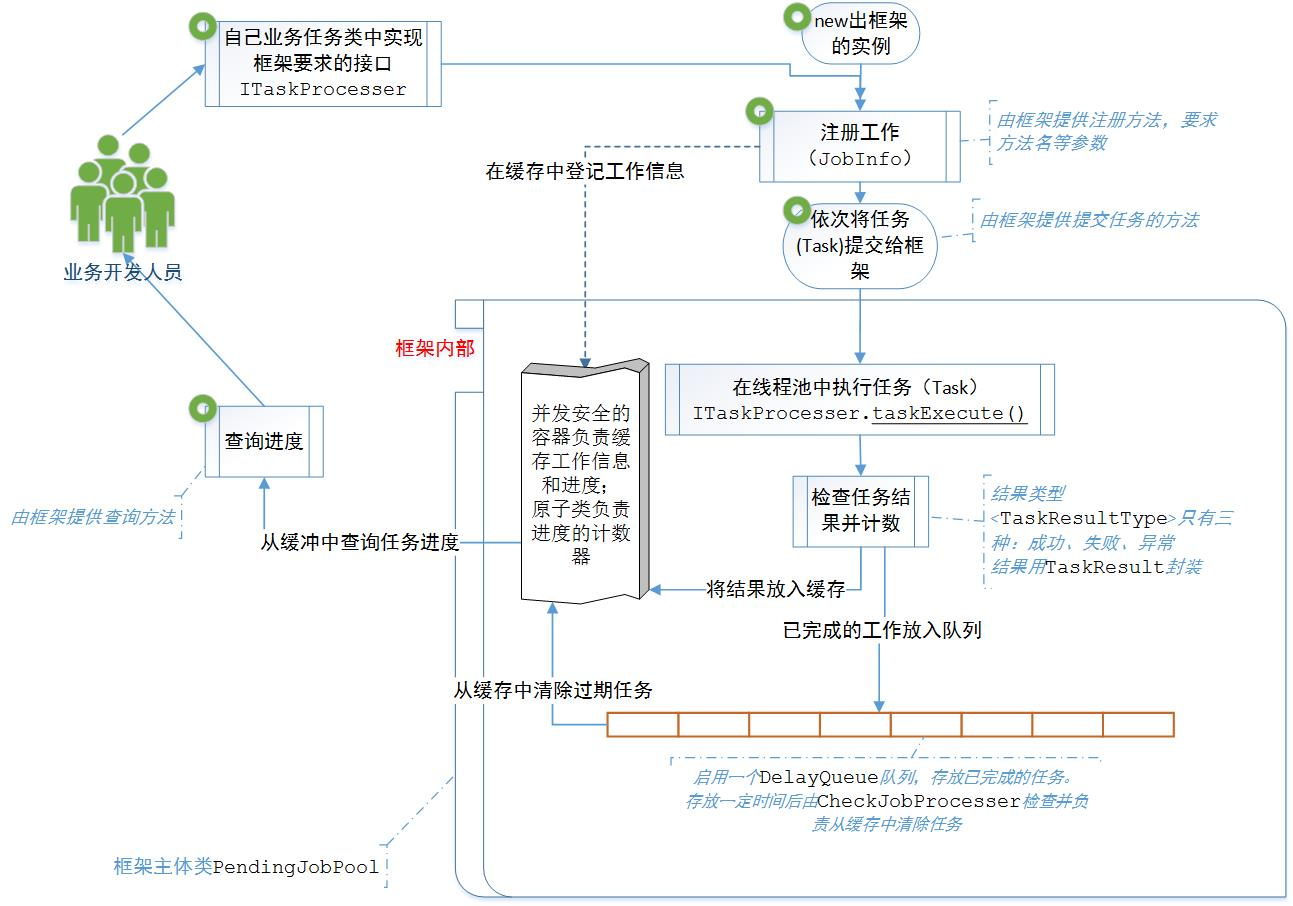 自己业务任务类中实现
框架要求的接口
ITaskProcesser
new出框架
的实例
注册工作
（JobInfo）
由框架提供注册方法，要求
方法名等参数
在缓存中登记工作信息
依次将任务
(Task)提交给框
架
由框架提供提交任务的方法
业务开发人员
框架内部
在线程池中执行任务（Task）
ITaskProcesser.taskExecute()
并发安全的
容器负责缓
存工作信息
和进度；
原子类负责
进度的计数
器
查询进度
由框架提供查询方法
从缓冲中查询任务进度
检查任务结
果并计数
结果类型
<TaskResultType>只有三
种：成功、失败、异常
结果用TaskResult封装
将结果放入缓存
已完成的工作放入队列
从缓存中清除过期任务
启用一个DelayQueue队列，存放已完成的任务。
存放一定时间后由CheckJobProcesser检查并负
责从缓存中清除任务
框架主体类PendingJobPool